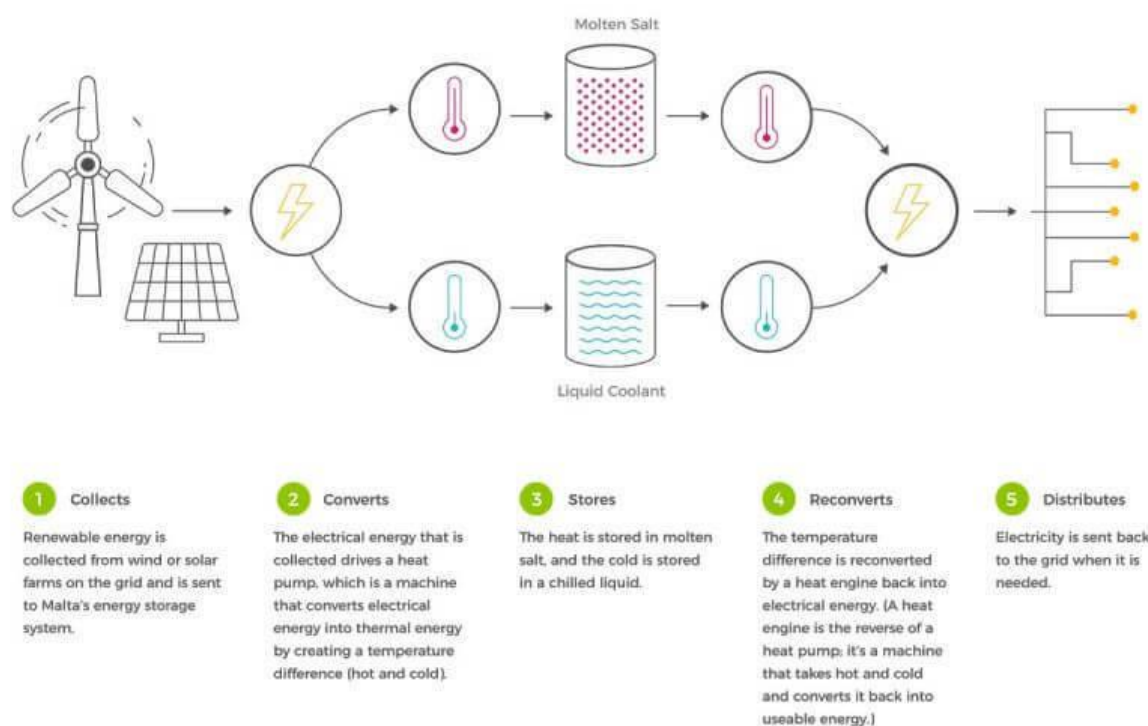 Molten Salt
Liquid Coolant
1 Collects
Renewable energy is
collected from wind or solar
farms on the grid and is sent
to Malta's energy storage
system.
2 Converts
The electrical energy that is
collected drives a heat
pump, which is a machine
that converts electrical
energy into thermal energy
by creating a temperature
difference (hot and cold).
3 Stores
The heat is stored in molten
salt, and the cold is stored
in a chilled liquid.
4 Reconverts
The temperature
difference is reconverted
by a heat engine back into
electrical energy. (A heat
engine is the reverse of a
heat pump; it's a machine
that takes hot and cold
and converts it back into
useable energy.)
5 Distributes
Electricity is sent back
to the grid when it is
needed.